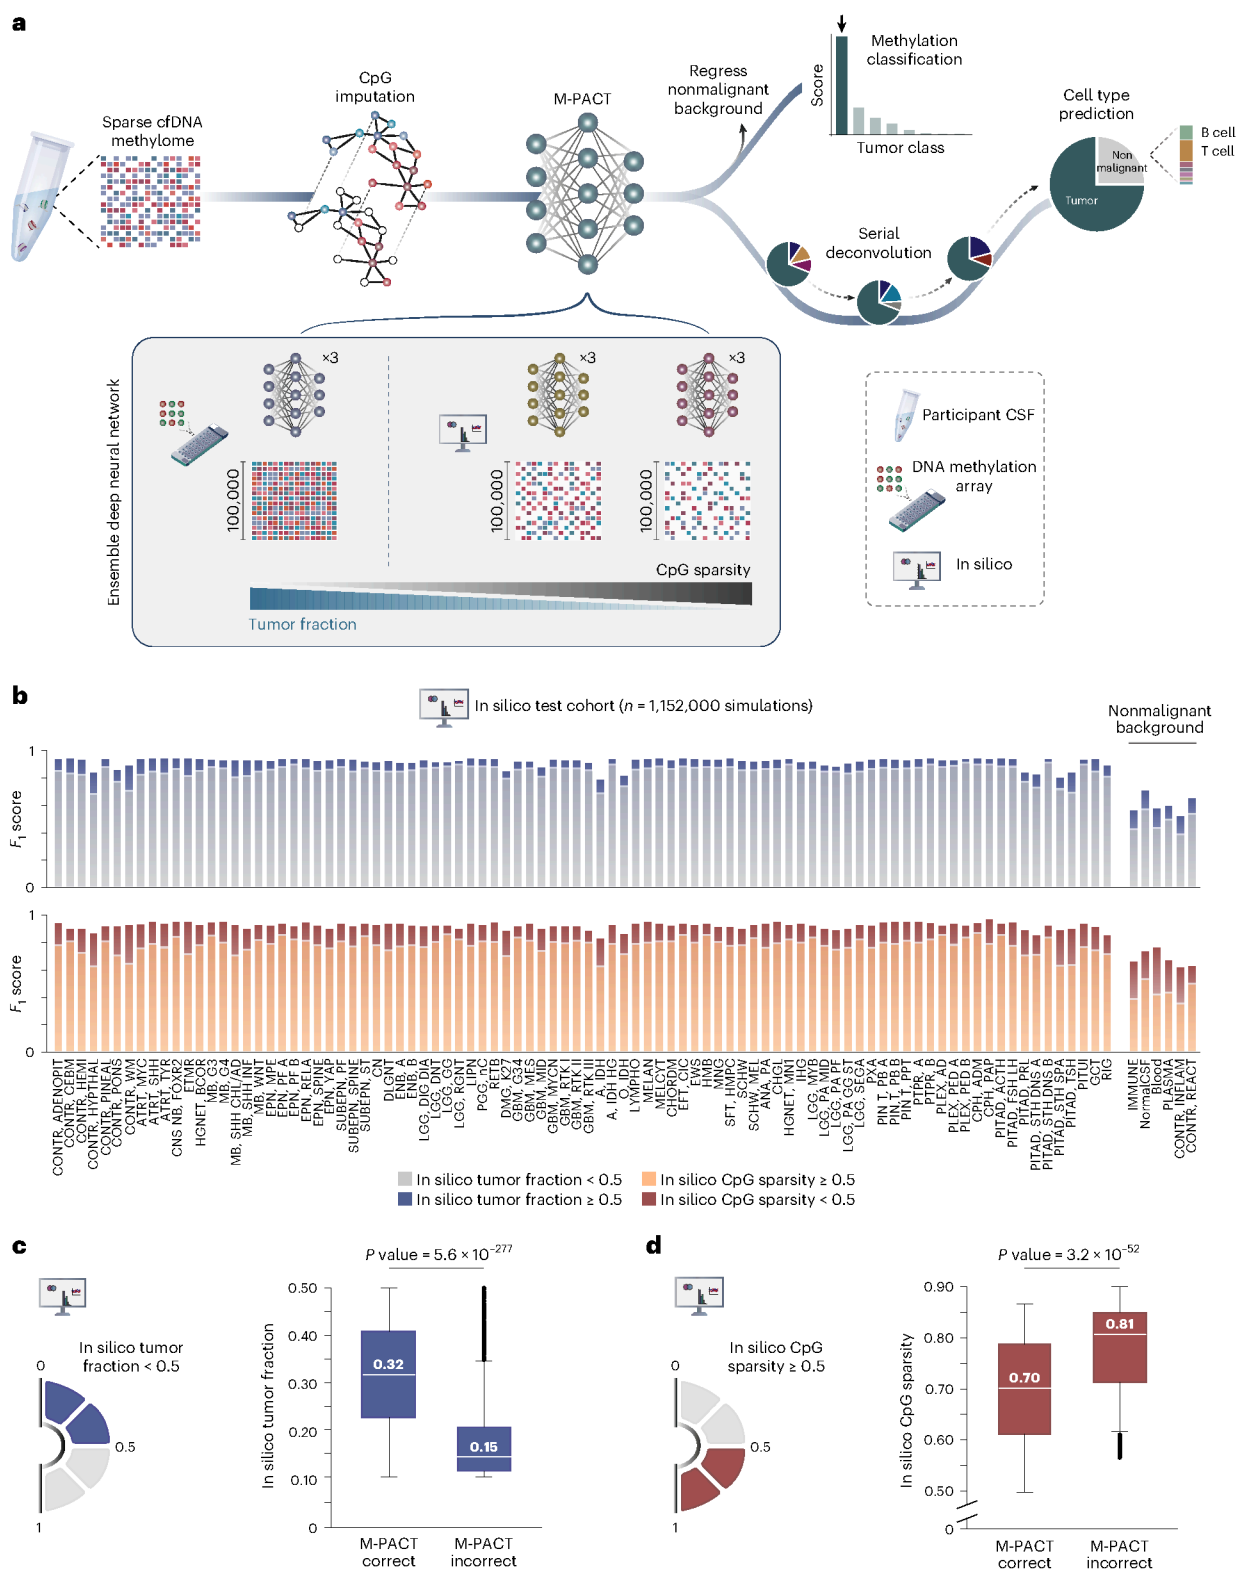 a
Sparse cfDNA
methylome
CpG
imputation
M-PACT
Regress
nonmalignant
background
Score
Methylation
classification
Tumor class
Cell type
prediction
Non
malignant
Tumor
B cell
T cell
Serial
deconvolution
Ensemble deep neural network
×3
×3
×3
100,000
100,000
100,000
CpG sparsity
Tumor fraction
Participant CSF
DNA methylation
array
In silico
b
In silico test cohort (n = 1,152,000 simulations)
Nonmalignant
background
1
F1 score
0
1
F1 score
0
CONTR, ADENOPIT
CONTR, CEBM
CONTR, HEMI
CONTR, HYPTHAL
CONTR, PINEAL
CONTR, PONS
CONTR, WM
ATRT, MYC
ATRT, SHH
ATRT, TYR
CNS NB, FOXR2
ETMR
HGNET, BCOR
MB, G3
MB, G4
MB, SHH CHL/AD
MB, SHH INF
MB, WNT
EPN, MPE
EPN, PF A
EPN, PF B
EPN, RELA
EPN, SPINE
EPN, YAP
SUBEPN, PF
SUBEPN, SPINE
SUBEPN, ST
CN
DLGNT
ENB, A
ENB, B
LGG, DIG DIA
LGG, DNT
LGG, GG
LGG, RGNT
LIPN
PGG, nC
RETB
DMG, K27
GBM, G34
GBM, MES
GBM, MID
GBM, MYCN
GBM, RTK I
GBM, RTK II
GBM, RTK III
A, IDH
A, IDH HG
O, IDH
LYMPHO
MELAN
MELCYT
CHORDM
EFT, CIC
EWS
HMB
MNG
SFT, HMPC
SCHW
SCHW, MEL
ANA, PA
CHGL
HGNET, MN1
IHG
LGG, MYB
LGG, PA MID
LGG, PA PF
LGG, PA GG ST
LGG, SEGA
PXA
PIN T, PB A
PIN T, PB B
PIN T, PPT
PTPR, A
PTPR, B
PLEX, AD
PLEX, PED A
PLEX, PED B
CPH, ADM
CPH, PAP
PITAD, ACTH
PITAD, FSH LH
PITAD, PRL
PITAD, STH DNS A
PITAD, STH DNS B
PITAD, STH SPA
PITAD, TSH
PITUI
GCT
RIG
IMMUNE
NormalCSF
Blood
PLASMA
CONTR, INFLAM
CONTR, REACT
In silico tumor fraction < 0.5
In silico tumor fraction ≥ 0.5
In silico CpG sparsity ≥ 0.5
In silico CpG sparsity < 0.5
c
In silico tumor
fraction < 0.5
0
0.5
1
P value = 5.6 × 10⁻²⁷⁷
In silico tumor fraction
0.50
0.40
0.30
0.20
0.10
0
0.32
0.15
M-PACT
correct
M-PACT
incorrect
d
In silico CpG
sparsity ≥ 0.5
0
0.5
1
P value = 3.2 × 10⁻⁵²
In silico CpG sparsity
0.90
0.80
0.70
0.60
0.50
0
0.70
0.81
M-PACT
correct
M-PACT
incorrect